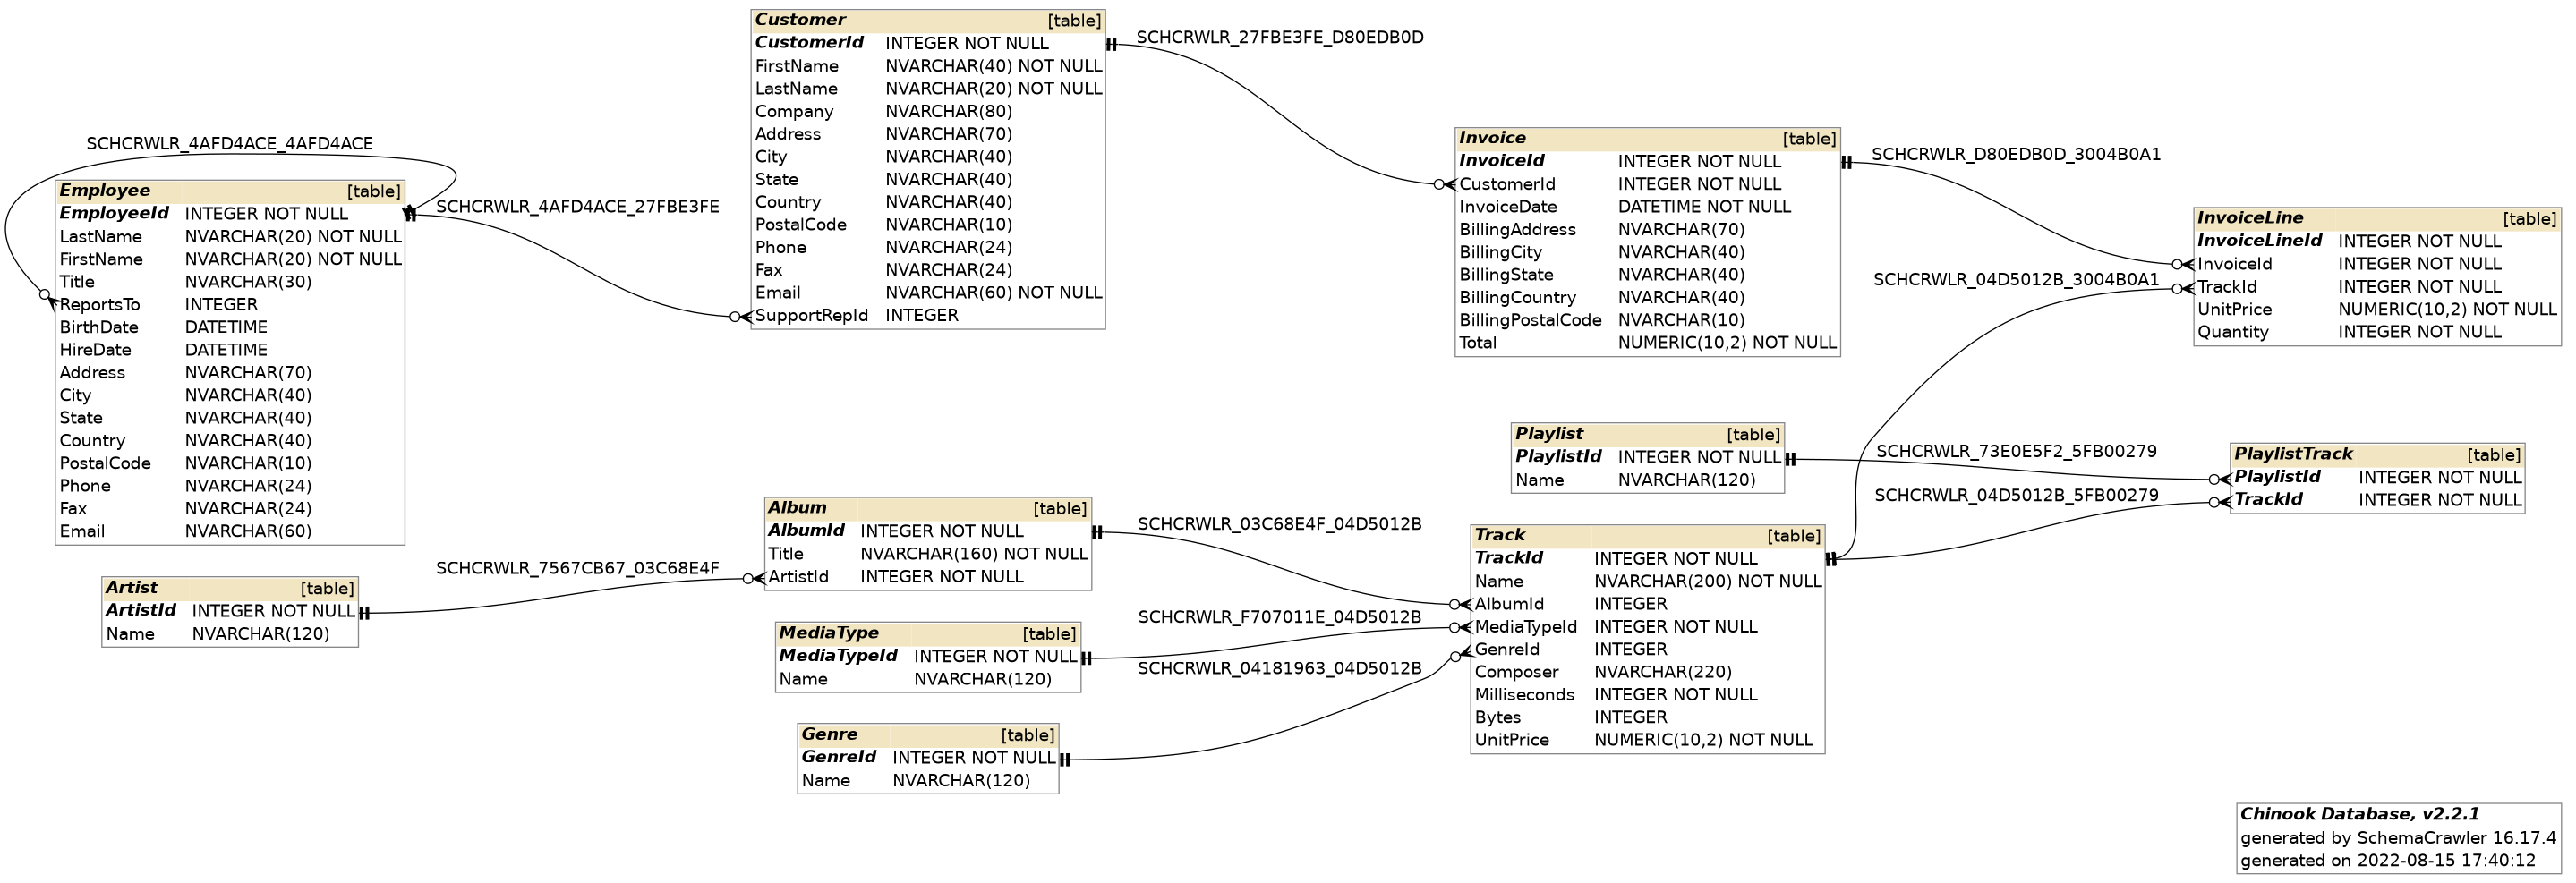 SCHCRWLR_4AFD4ACE_4AFD4ACE
Employee [table]
EmployeeId INTEGER NOT NULL
LastName NVARCHAR(20) NOT NULL
FirstName NVARCHAR(20) NOT NULL
Title NVARCHAR(30)
ReportsTo INTEGER
BirthDate DATETIME
HireDate DATETIME
Address NVARCHAR(70)
City NVARCHAR(40)
State NVARCHAR(40)
Country NVARCHAR(40)
PostalCode NVARCHAR(10)
Phone NVARCHAR(24)
Fax NVARCHAR(24)
Email NVARCHAR(60)
SCHCRWLR_4AFD4ACE_27FBE3FE
Customer [table]
CustomerId INTEGER NOT NULL
FirstName NVARCHAR(40) NOT NULL
LastName NVARCHAR(20) NOT NULL
Company NVARCHAR(80)
Address NVARCHAR(70)
City NVARCHAR(40)
State NVARCHAR(40)
Country NVARCHAR(40)
PostalCode NVARCHAR(10)
Phone NVARCHAR(24)
Fax NVARCHAR(24)
Email NVARCHAR(60) NOT NULL
SupportRepId INTEGER
SCHCRWLR_27FBE3FE_D80EDB0D
Invoice [table]
InvoiceId INTEGER NOT NULL
CustomerId INTEGER NOT NULL
InvoiceDate DATETIME NOT NULL
BillingAddress NVARCHAR(70)
BillingCity NVARCHAR(40)
BillingState NVARCHAR(40)
BillingCountry NVARCHAR(40)
BillingPostalCode NVARCHAR(10)
Total NUMERIC(10,2) NOT NULL
SCHCRWLR_D80EDB0D_3004B0A1
SCHCRWLR_04D5012B_3004B0A1
InvoiceLine [table]
InvoiceLineId INTEGER NOT NULL
InvoiceId INTEGER NOT NULL
TrackId INTEGER NOT NULL
UnitPrice NUMERIC(10,2) NOT NULL
Quantity INTEGER NOT NULL
Artist [table]
ArtistId INTEGER NOT NULL
Name NVARCHAR(120)
SCHCRWLR_7567CB67_03C68E4F
Album [table]
AlbumId INTEGER NOT NULL
Title NVARCHAR(160) NOT NULL
ArtistId INTEGER NOT NULL
MediaType [table]
MediaTypeId INTEGER NOT NULL
Name NVARCHAR(120)
Genre [table]
GenreId INTEGER NOT NULL
Name NVARCHAR(120)
SCHCRWLR_03C68E4F_04D5012B
SCHCRWLR_F707011E_04D5012B
SCHCRWLR_04181963_04D5012B
Playlist [table]
PlaylistId INTEGER NOT NULL
Name NVARCHAR(120)
Track [table]
TrackId INTEGER NOT NULL
Name NVARCHAR(200) NOT NULL
AlbumId INTEGER
MediaTypeId INTEGER NOT NULL
GenreId INTEGER
Composer NVARCHAR(220)
Milliseconds INTEGER NOT NULL
Bytes INTEGER
UnitPrice NUMERIC(10,2) NOT NULL
SCHCRWLR_73E0E5F2_5FB00279
SCHCRWLR_04D5012B_5FB00279
PlaylistTrack [table]
PlaylistId INTEGER NOT NULL
TrackId INTEGER NOT NULL
Chinook Database, v2.2.1
generated by SchemaCrawler 16.17.4
generated on 2022-08-15 17:40:12